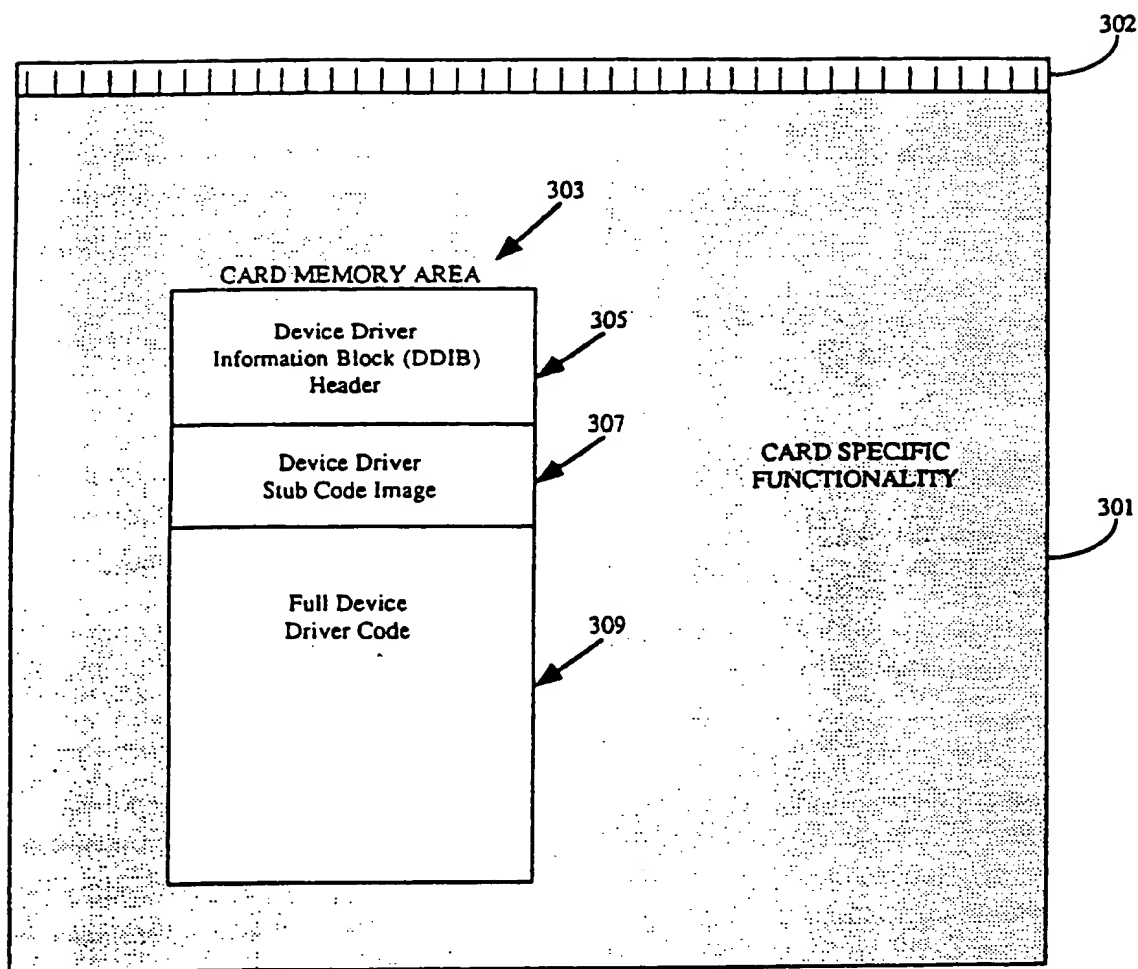 302
303
CARD MEMORY AREA
Device Driver
Information Block (DDIB)
Header
305
307
Device Driver
Stub Code Image
CARD SPECIFIC
FUNCTIONALITY
301
Full Device
Driver Code
309